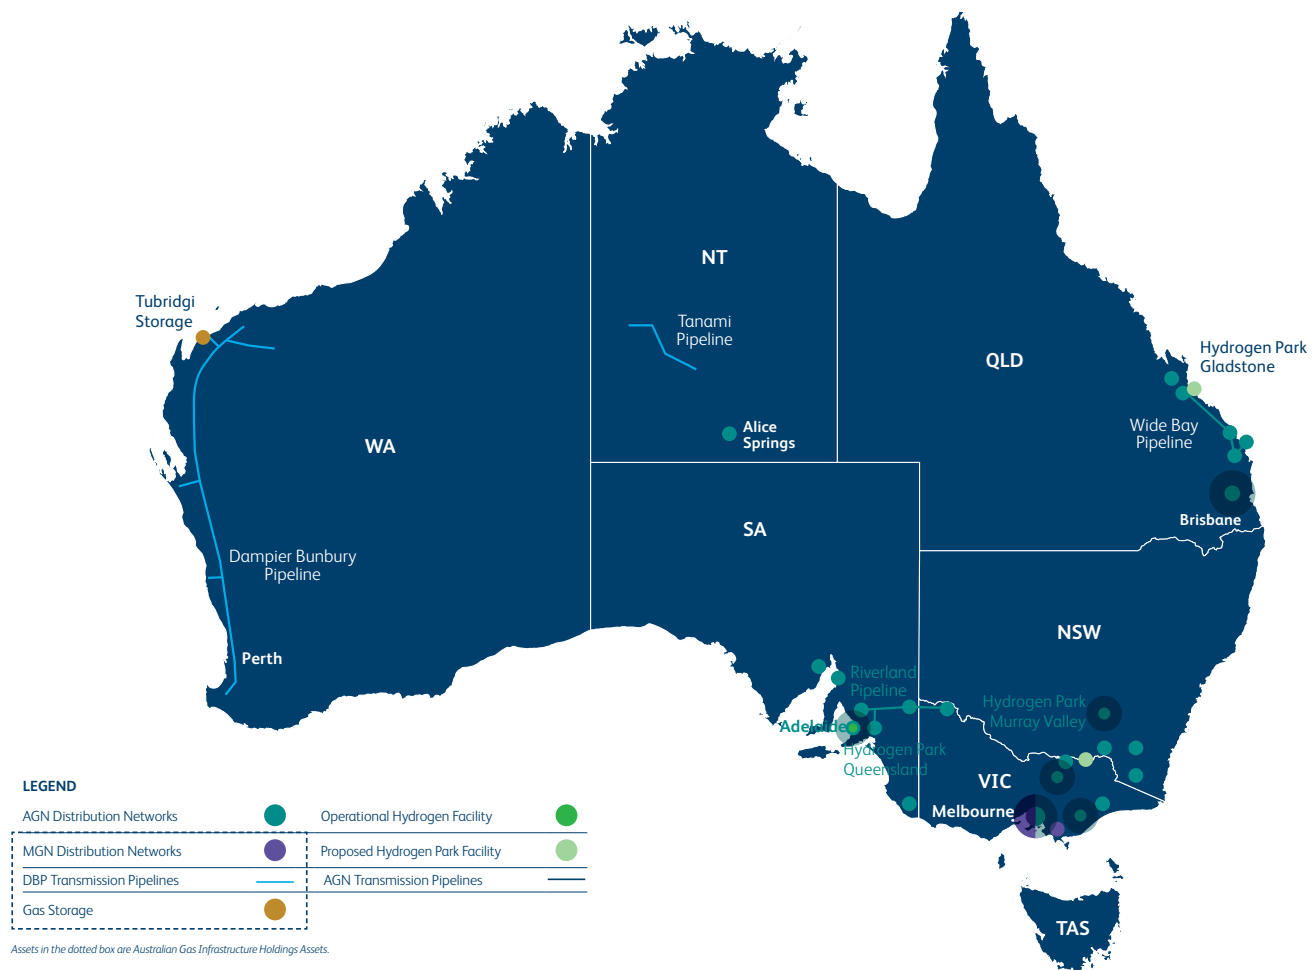 NT
Tubridgi
Storage
Tanami
Pipeline
Hydrogen Park
Gladstone
QLD
Wide Bay
Pipeline
Alice
Springs
WA
Brisbane
SA
Dampier Bunbury
Pipeline
NSW
Perth
Riverland
Pipeline
Hydrogen Park
Murray Valley
Adelaide
Hydrogen Park
Queensland
VIC
Melbourne
TAS
LEGEND
AGN Distribution Networks
Operational Hydrogen Facility
MGN Distribution Networks
Proposed Hydrogen Park Facility
DBP Transmission Pipelines
AGN Transmission Pipelines
Gas Storage
Assets in the dotted box are Australian Gas Infrastructure Holdings Assets.